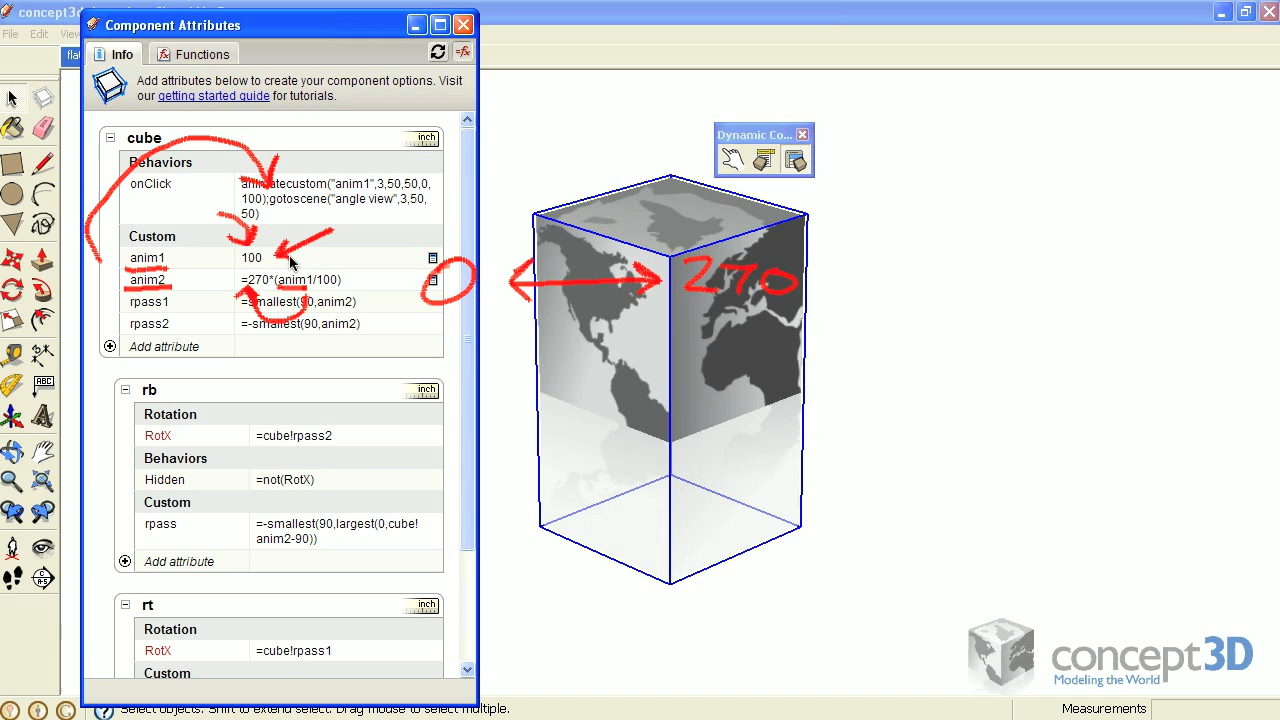 concept3d
Component Attributes
File Edit View
Info Functions
=fx
Add attributes below to create your component options. Visit
our getting started guide for tutorials.
cube inch
Behaviors
onClick animatecustom("anim1",3,50,50,0,
100);gotoscene("angle view",3,50,
50)
Custom
anim1 100
anim2 =270*(anim1/100)
rpass1 =smallest(90,anim2)
rpass2 =-smallest(90,anim2)
Add attribute
rb inch
Rotation
RotX =cube!rpass2
Behaviors
Hidden =not(RotX)
Custom
rpass =-smallest(90,largest(0,cube!
anim2-90))
Add attribute
rt inch
Rotation
RotX =cube!rpass1
Custom
Dynamic Co...
270
ABC
concept3D
Modeling the World
Select objects. Shift to extend select. Drag mouse to select multiple.
Measurements